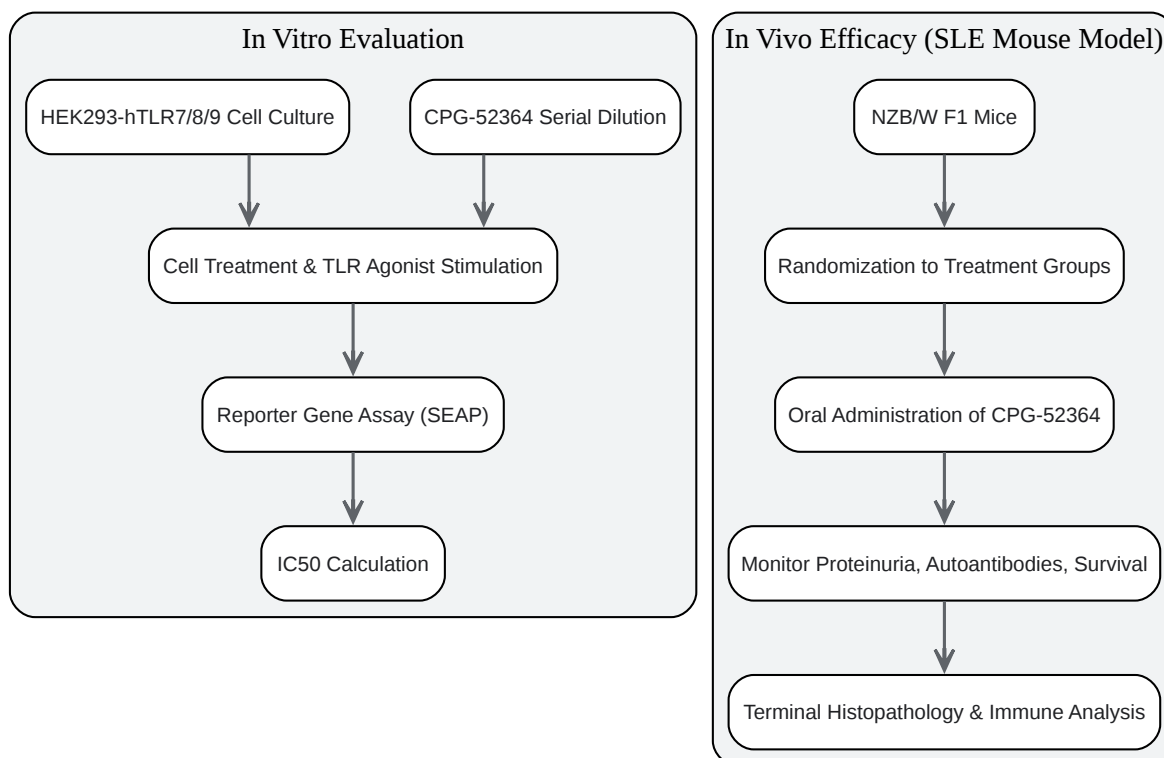 In Vitro Evaluation
HEK293-hTLR7/8/9 Cell Culture
CPG-52364 Serial Dilution
Cell Treatment & TLR Agonist Stimulation
Reporter Gene Assay (SEAP)
IC50 Calculation
In Vivo Efficacy (SLE Mouse Model)
NZB/W F1 Mice
Randomization to Treatment Groups
Oral Administration of CPG-52364
Monitor Proteinuria, Autoantibodies, Survival
Terminal Histopathology & Immune Analysis